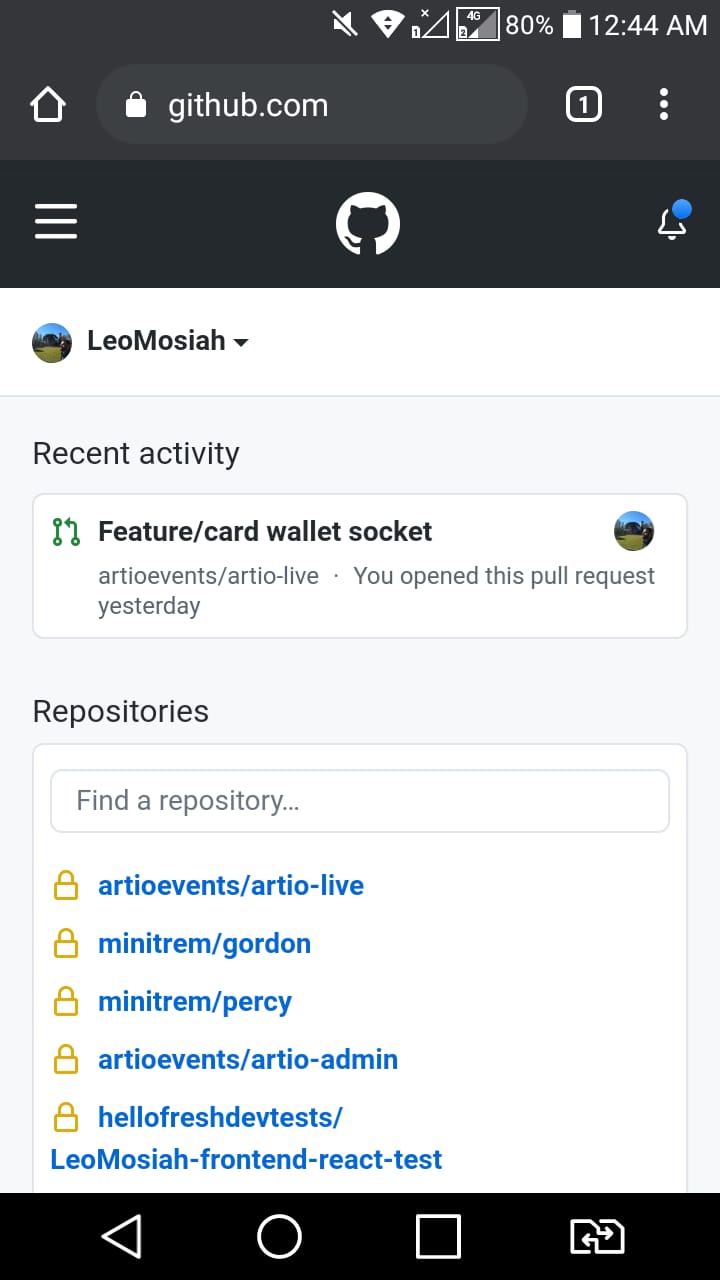 4G
1
2
80%
12:44 AM
github.com
1
LeoMosiah
Recent activity
Feature/card wallet socket
artioevents/artio-live · You opened this pull request
yesterday
Repositories
Find a repository…
artioevents/artio-live
minitrem/gordon
minitrem/percy
artioevents/artio-admin
hellofreshdevtests/
LeoMosiah-frontend-react-test